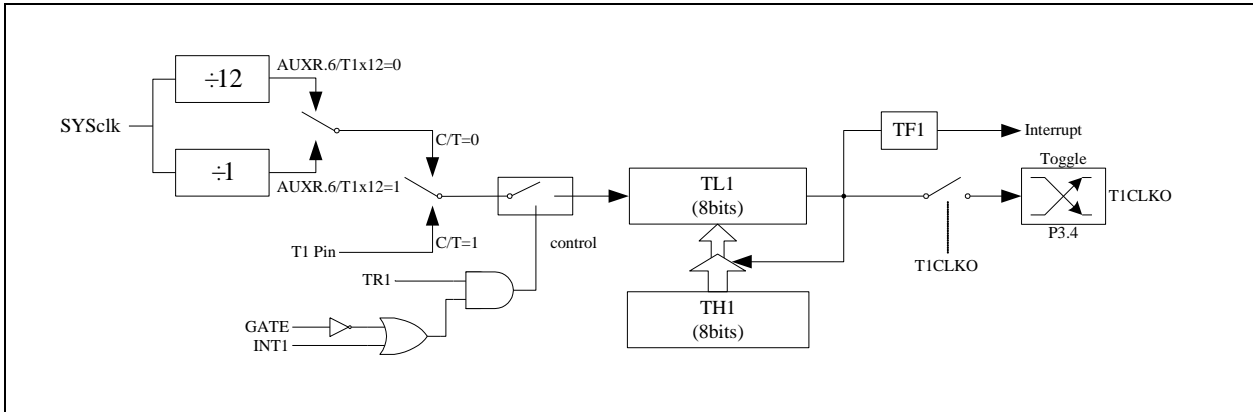 ÷12
AUXR.6/T1x12=0
SYSclk
÷1
AUXR.6/T1x12=1
C/T=0
T1 Pin
C/T=1
control
TR1
GATE
INT1
TL1
(8bits)
TH1
(8bits)
TF1
Interrupt
Toggle
T1CLKO
P3.4
T1CLKO